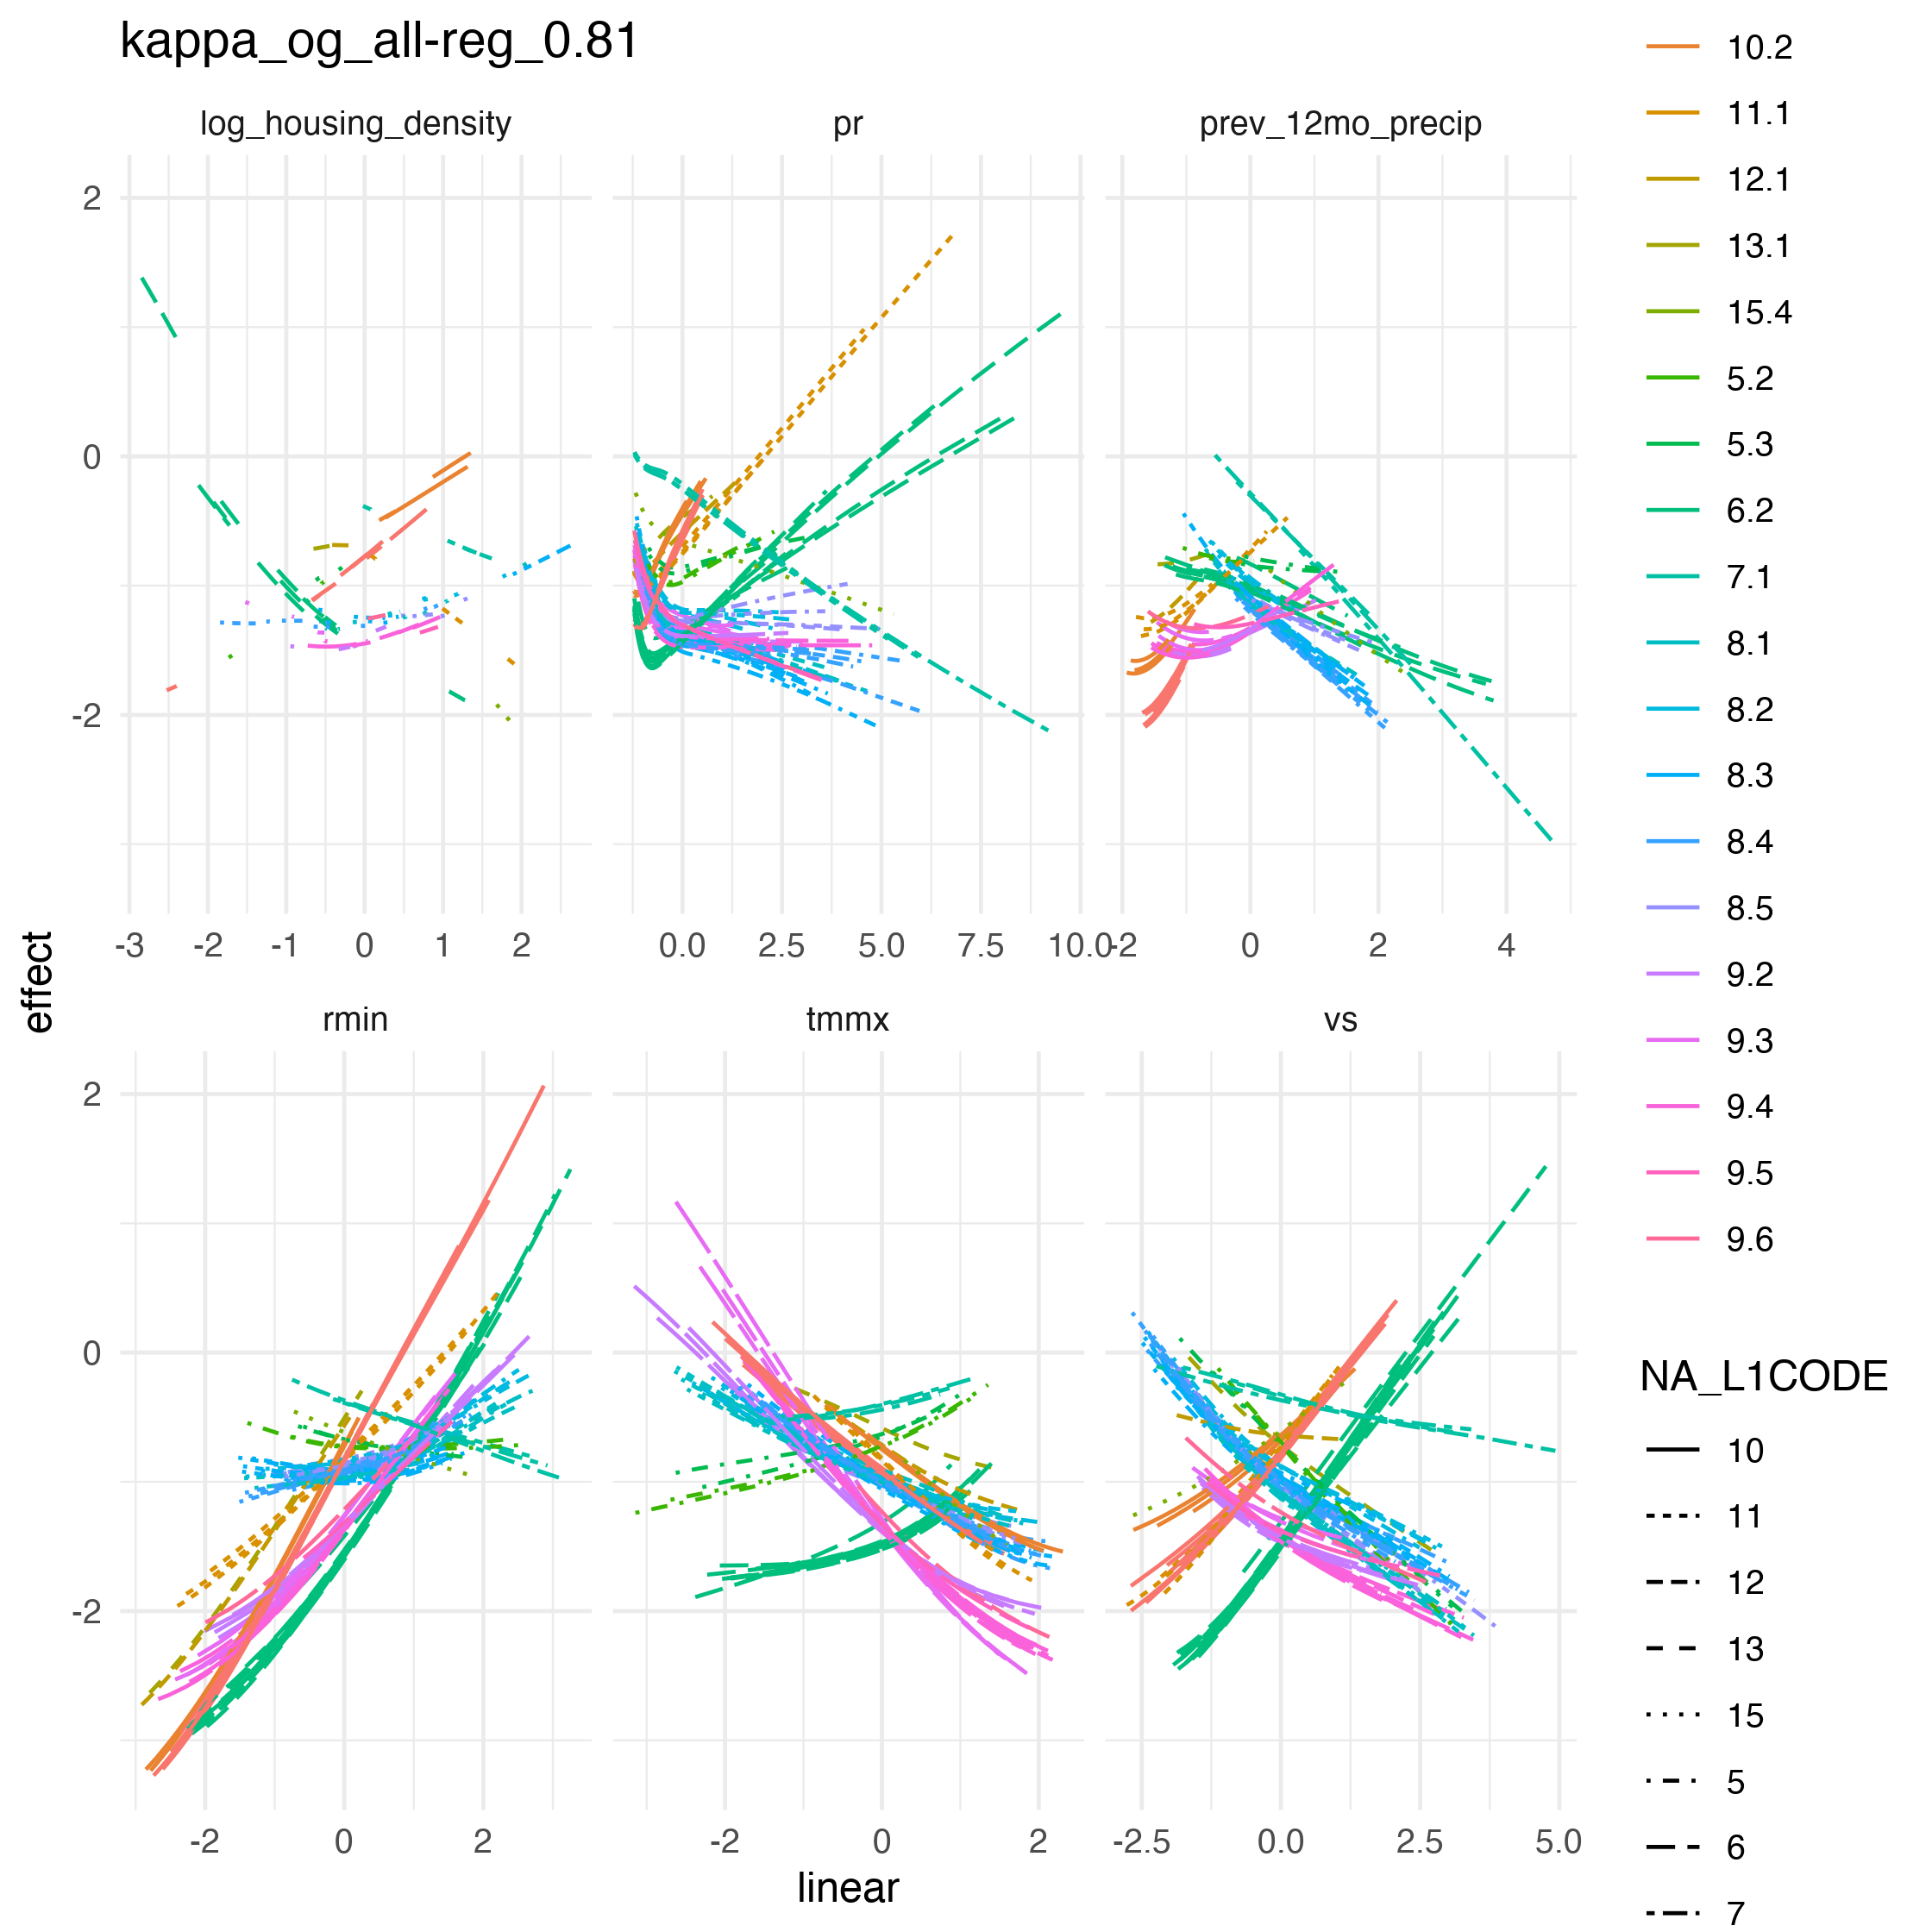 kappa_og_all-reg_0.81
log_housing_density
pr
prev_12mo_precip
2
0
-2
-3 -2 -1 0 1 2
0.0 2.5 5.0 7.5 10.0
-2 0 2 4
effect
rmin
tmmx
vs
2
0
-2
-2 0 2
-2 0 2
-2.5 0.0 2.5 5.0
linear
10.2
11.1
12.1
13.1
15.4
5.2
5.3
6.2
7.1
8.1
8.2
8.3
8.4
8.5
9.2
9.3
9.4
9.5
9.6
NA_L1CODE
10
11
12
13
15
5
6
7